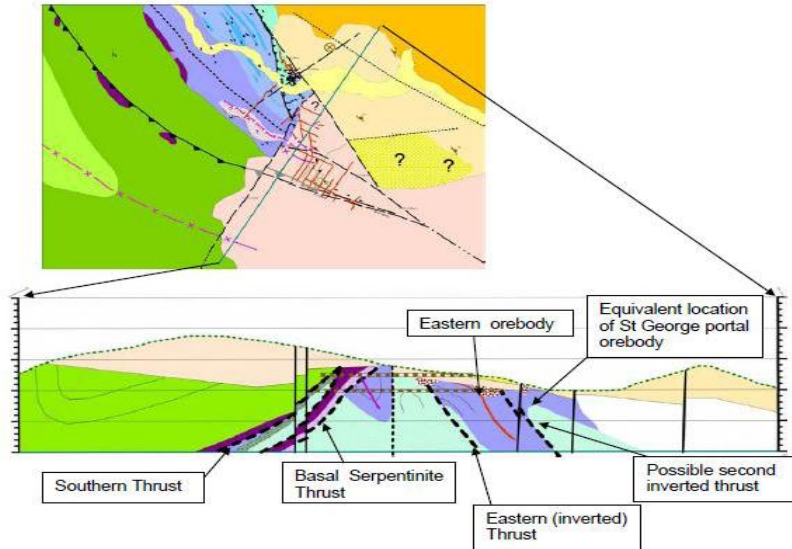 ?
?
?
Eastern orebody
Equivalent location
of St George portal
orebody
Southern Thrust
Basal Serpentinite
Thrust
Eastern (inverted)
Thrust
Possible second
inverted thrust